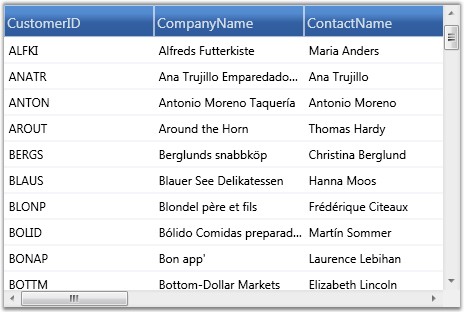 CustomerID CompanyName ContactName
ALFKI Alfreds Futterkiste Maria Anders
ANATR Ana Trujillo Emparedado... Ana Trujillo
ANTON Antonio Moreno Taquería Antonio Moreno
AROUT Around the Horn Thomas Hardy
BERGS Berglunds snabbköp Christina Berglund
BLAUS Blauer See Delikatessen Hanna Moos
BLONP Blondel père et fils Frédérique Citeaux
BOLID Bólido Comidas preparad... Martín Sommer
BONAP Bon app' Laurence Lebihan
BOTTM Bottom-Dollar Markets Elizabeth Lincoln